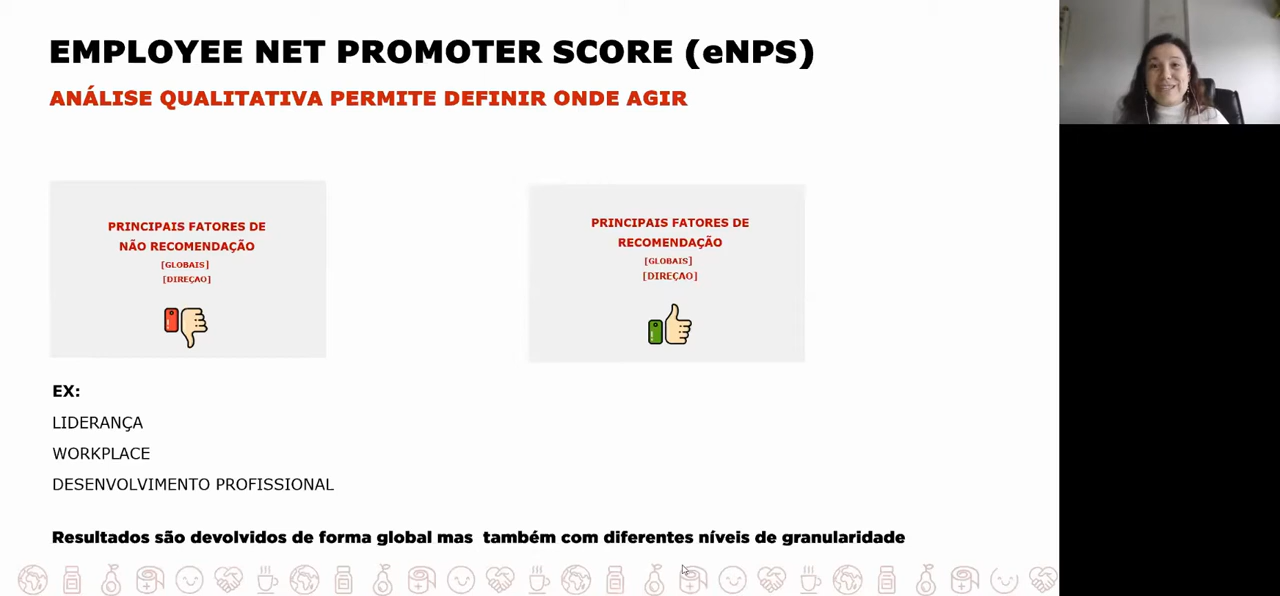 EMPLOYEE NET PROMOTER SCORE (eNPS)
ANÁLISE QUALITATIVA PERMITE DEFINIR ONDE AGIR
PRINCIPAIS FATORES DE
NÃO RECOMENDAÇÃO
[GLOBAIS]
[DIREÇAO]
PRINCIPAIS FATORES DE
RECOMENDAÇÃO
[GLOBAIS]
[DIREÇAO]
EX:
LIDERANÇA
WORKPLACE
DESENVOLVIMENTO PROFISSIONAL
Resultados são devolvidos de forma global mas  também com diferentes níveis de granularidade